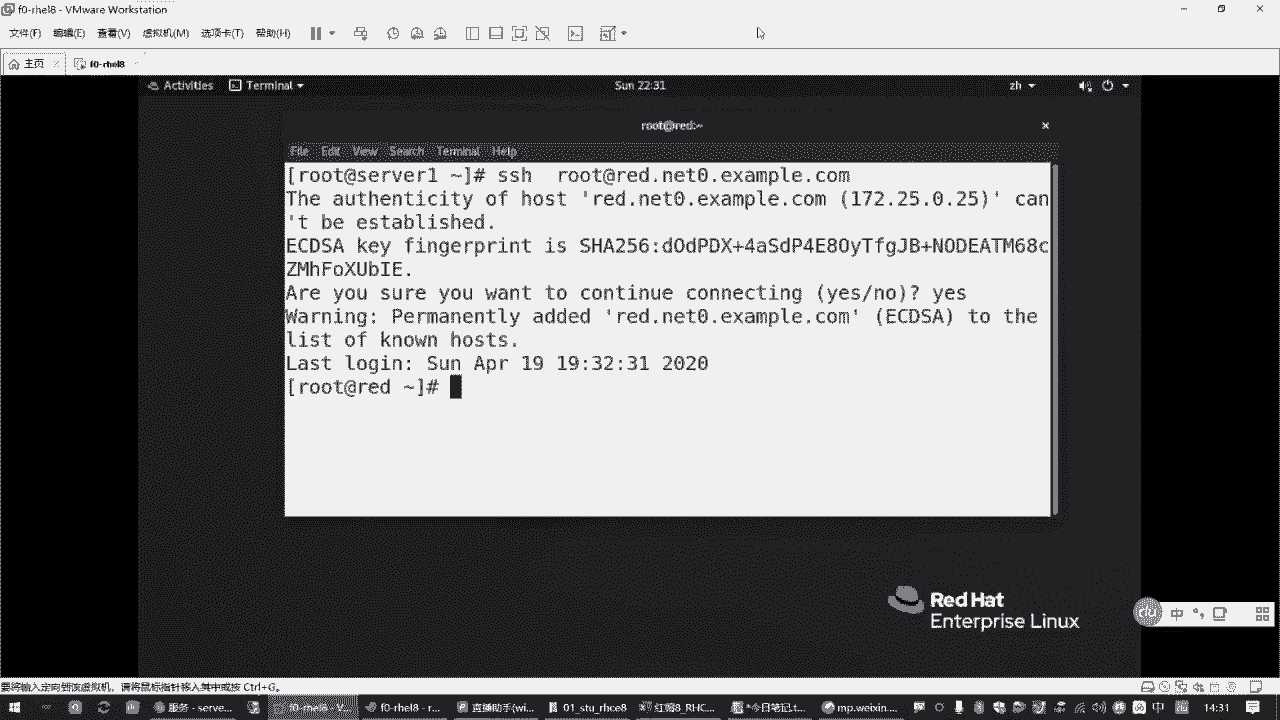 f0-rhel8 - VMware Workstation
文件(F) 编辑(E) 查看(V) 虚拟机(M) 选项卡(T) 帮助(H)
主页 f0-rhel8
Activities Terminal Sun 22:31 zh
root@red:~
File Edit View Search Terminal Help
[root@server1 ~]# ssh  root@red.net0.example.com
The authenticity of host 'red.net0.example.com (172.25.0.25)' can
't be established.
ECDSA key fingerprint is SHA256:dOdPDX+4aSdP4E8OyTfgJB+NODEATM68c
ZMhFoXUbIE.
Are you sure you want to continue connecting (yes/no)? yes
Warning: Permanently added 'red.net0.example.com' (ECDSA) to the
list of known hosts.
Last login: Sun Apr 19 19:32:31 2020
[root@red ~]#
Red Hat
Enterprise Linux
du 中
要将输入定向到该虚拟机，请将鼠标指针移入其中或按 Ctrl+G。
服务 - serve... f0-rhel8 - V... f0-rhel8 - r... 直播助手(wi... 01_stu_rhce8 红帽8_RHC... *今日笔记.t... mp.weixin... 中 14:31